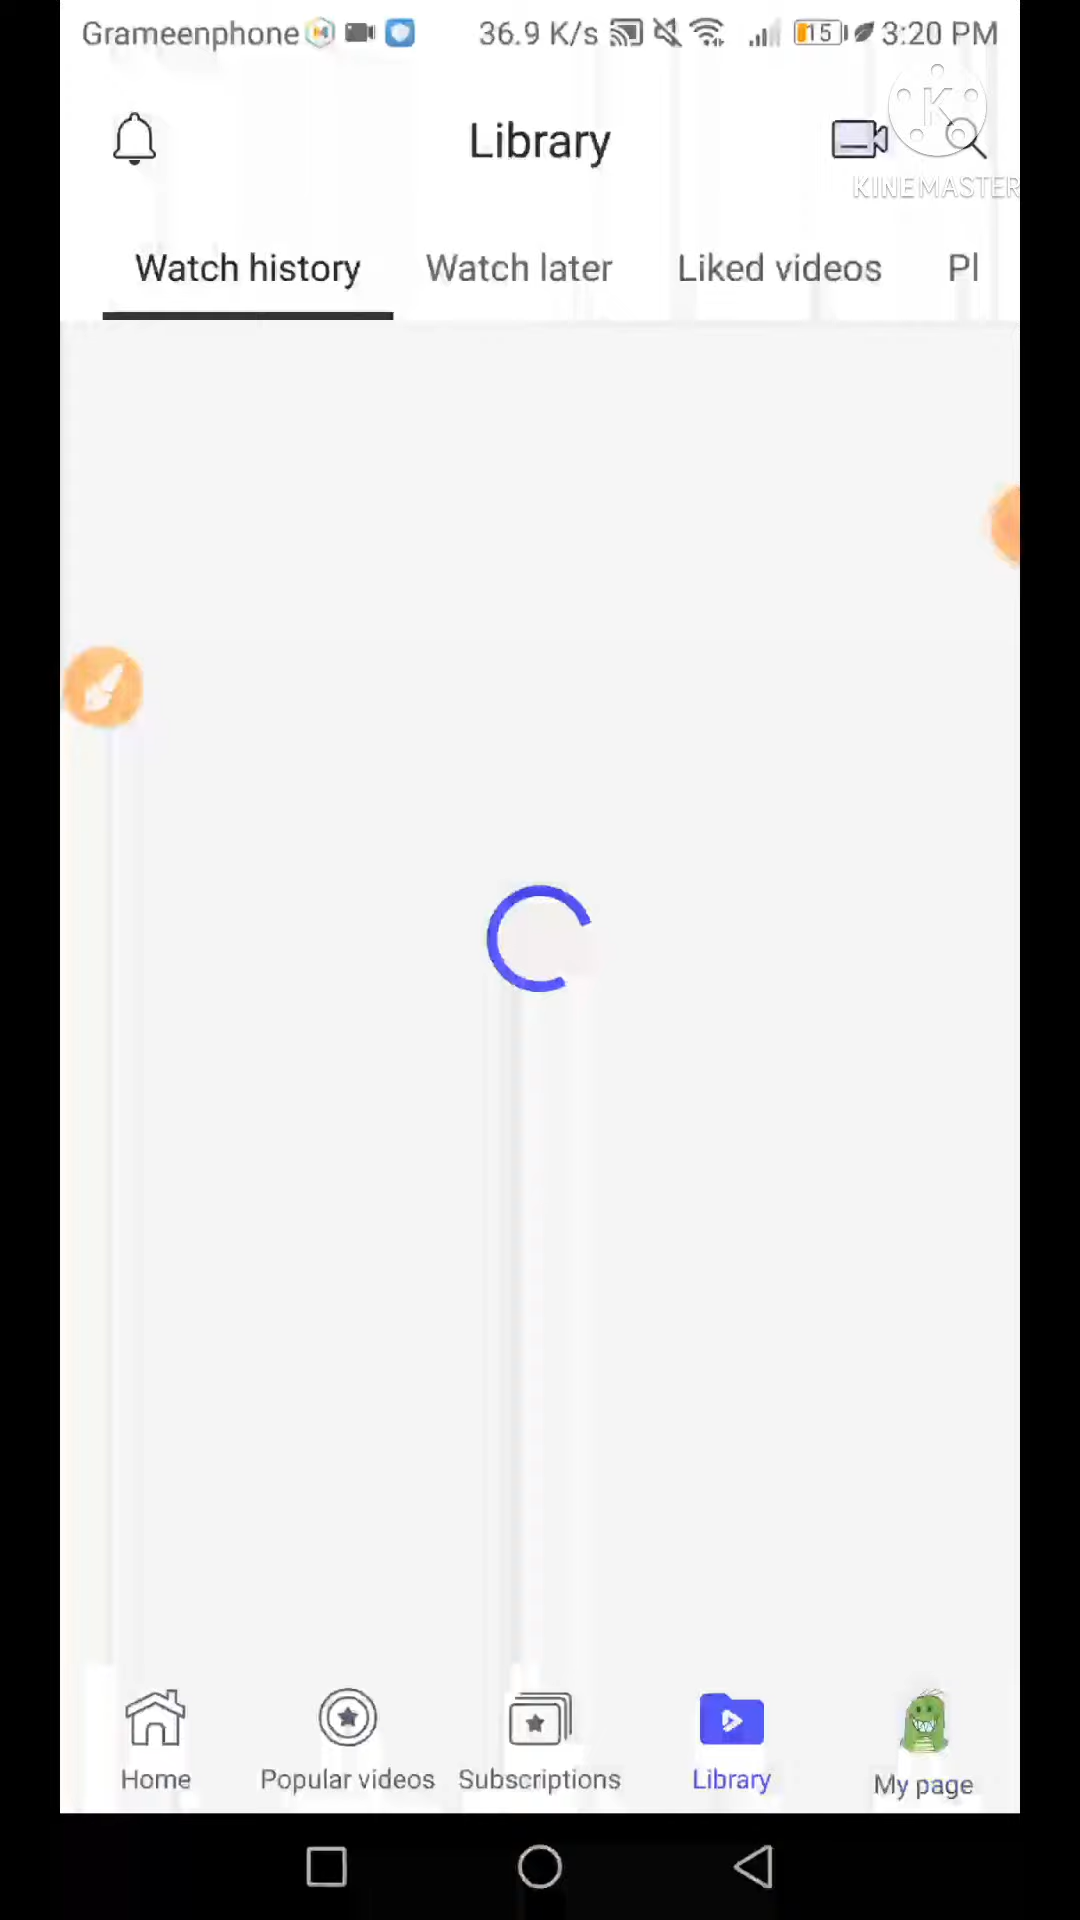 Grameenphone 36.9 K/s 15 3:20 PM
Library
K
KINEMASTER
Watch history Watch later Liked videos Pl
Home Popular videos Subscriptions Library My page